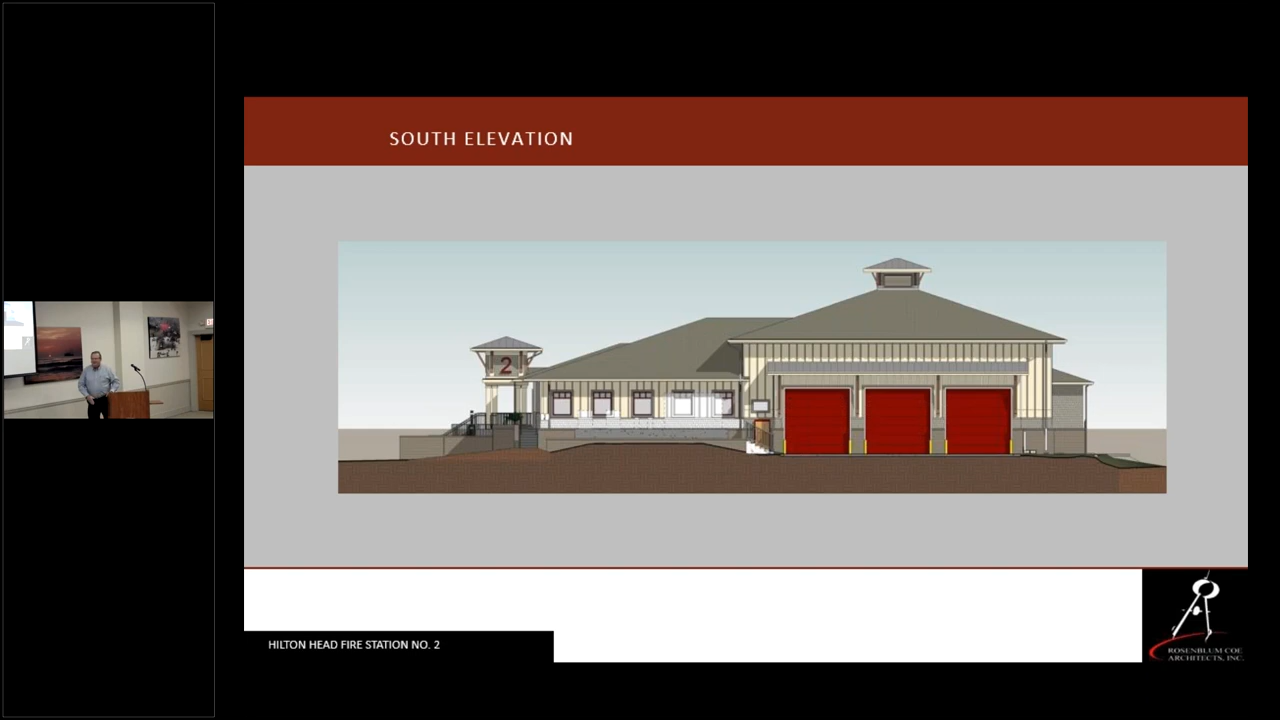 SOUTH ELEVATION
2
HILTON HEAD FIRE STATION NO. 2
ROSENBLUM COE
ARCHITECTS, INC.